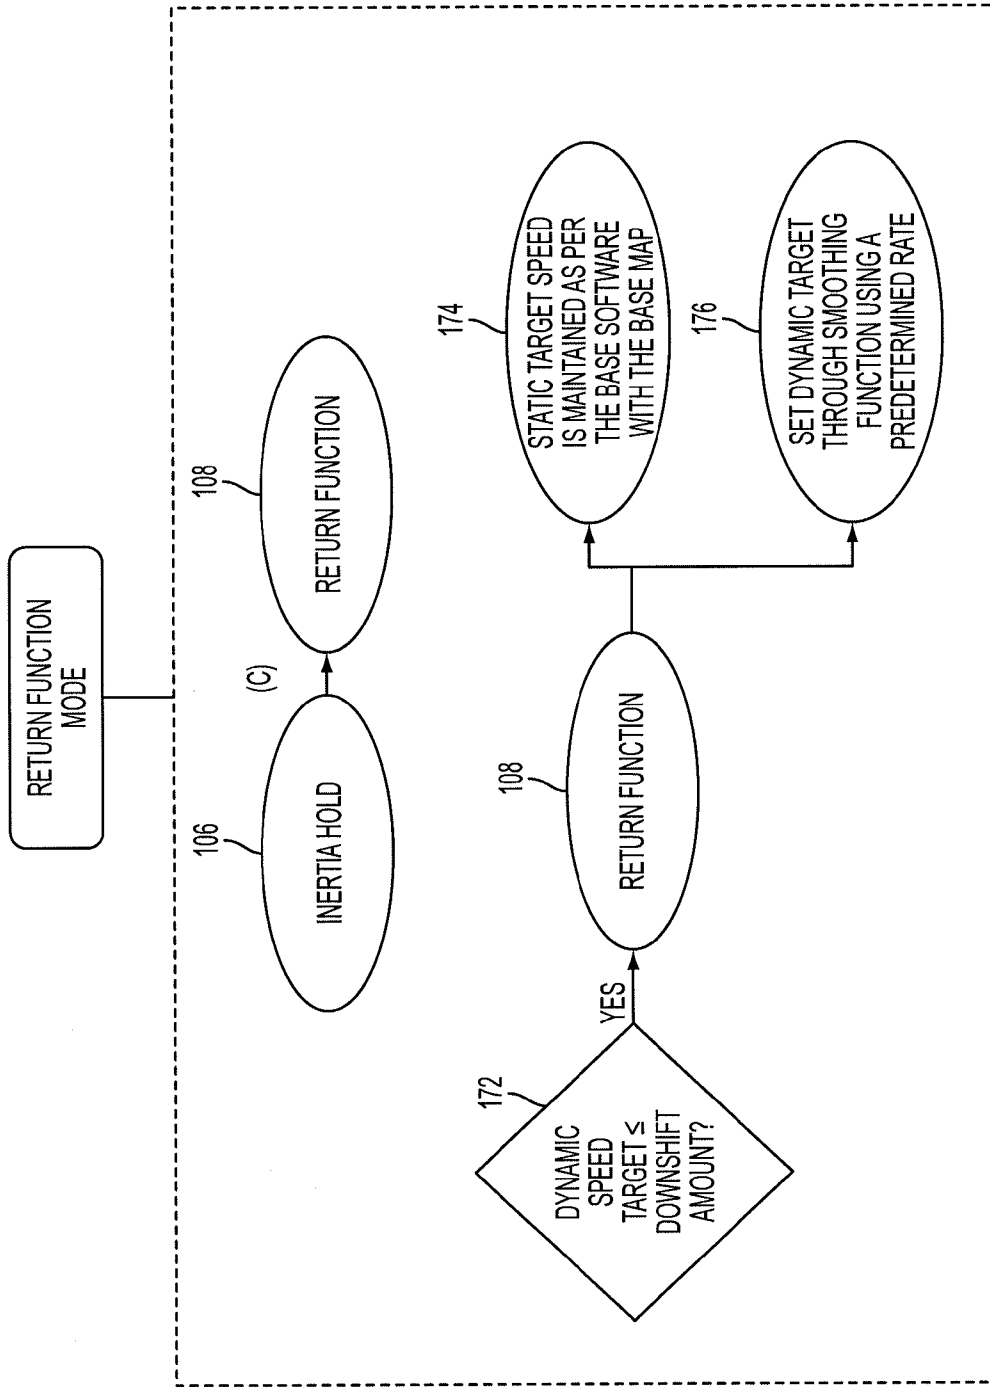 RETURN FUNCTION
MODE
106
INERTIA HOLD
(C)
108
RETURN FUNCTION
172
DYNAMIC
SPEED
TARGET ≤
DOWNSHIFT
AMOUNT?
YES
108
RETURN FUNCTION
174
STATIC TARGET SPEED
IS MAINTAINED AS PER
THE BASE SOFTWARE
WITH THE BASE MAP
176
SET DYNAMIC TARGET
THROUGH SMOOTHING
FUNCTION USING A
PREDETERMINED RATE